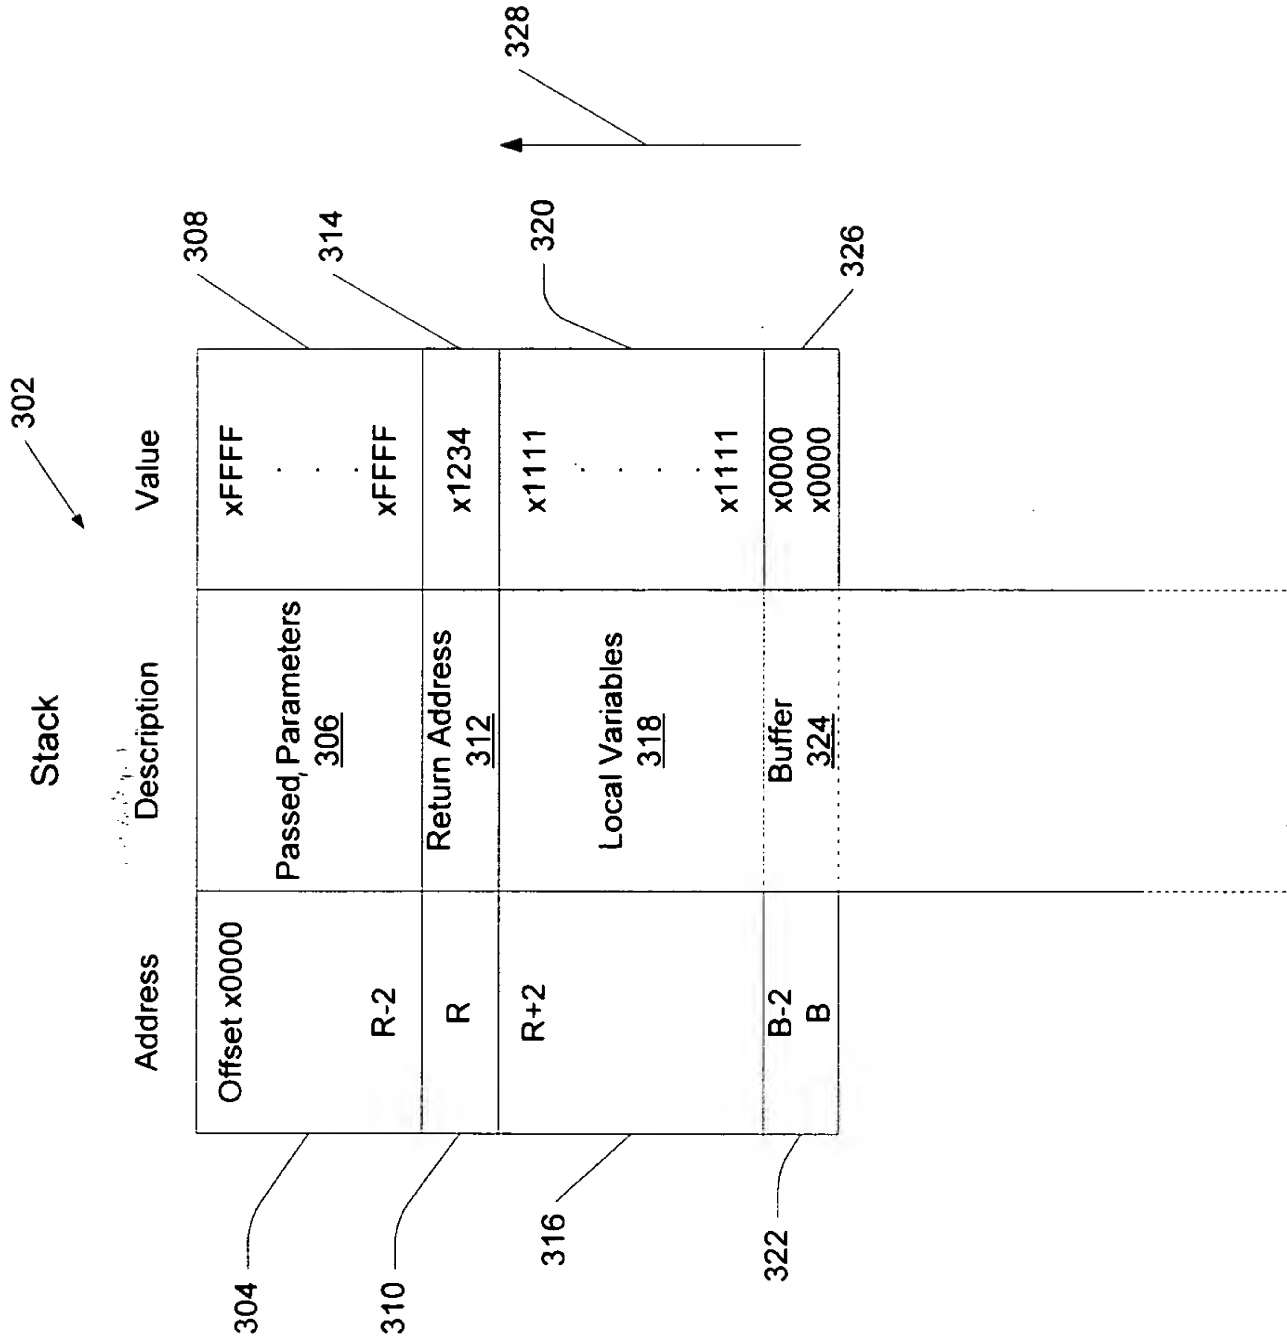 Stack
302
Address Description Value
Offset x0000 Passed Parameters xFFFF
304 306 308
R-2 xFFFF
310 R Return Address x1234 314
312
R+2 x1111
316 Local Variables 320
318
x1111
328
322 B-2 Buffer x0000 326
B 324 x0000